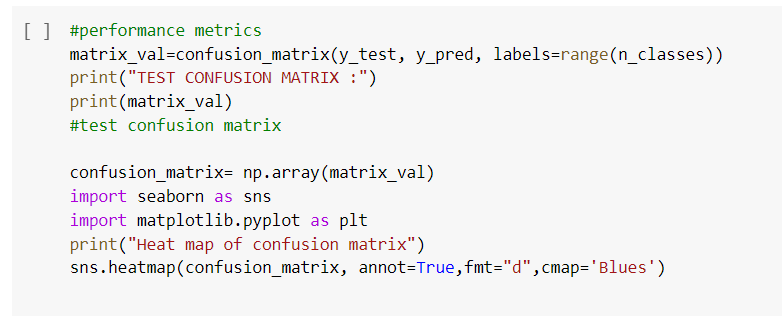 [ ] #performance metrics
matrix_val=confusion_matrix(y_test, y_pred, labels=range(n_classes))
print("TEST CONFUSION MATRIX :")
print(matrix_val)
#test confusion matrix
confusion_matrix= np.array(matrix_val)
import seaborn as sns
import matplotlib.pyplot as plt
print("Heat map of confusion matrix")
sns.heatmap(confusion_matrix, annot=True,fmt="d",cmap='Blues')